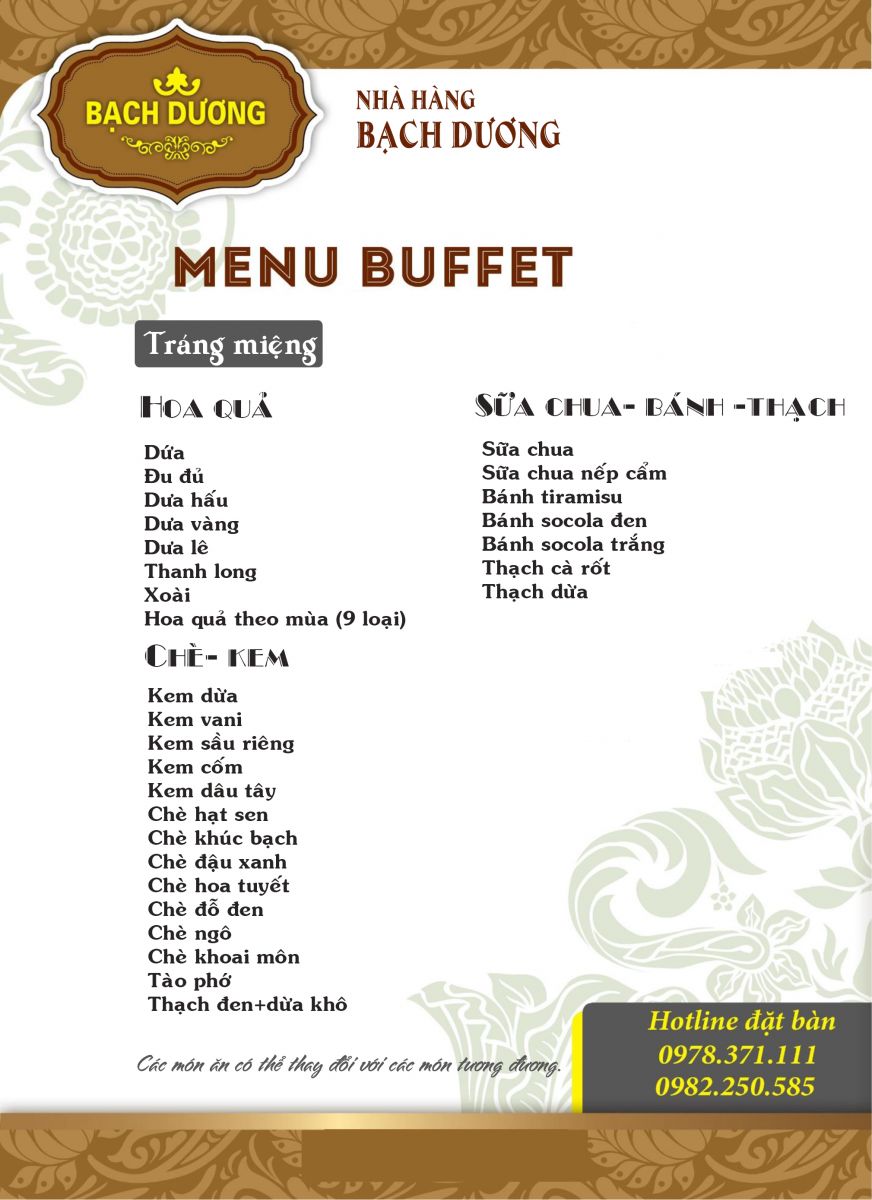 BẠCH DƯƠNG
NHÀ HÀNG
BẠCH DƯƠNG
MENU BUFFET
Tráng miệng
HOA QUẢ
Dứa
Đu đủ
Dưa hấu
Dưa vàng
Dưa lê
Thanh long
Xoài
Hoa quả theo mùa (9 loại)
CHÈ- KEM
Kem dừa
Kem vani
Kem sầu riêng
Kem cốm
Kem dâu tây
Chè hạt sen
Chè khúc bạch
Chè đậu xanh
Chè hoa tuyết
Chè đỗ đen
Chè ngô
Chè khoai môn
Tào phớ
Thạch đen+dừa khô
SỮA CHUA- BÁNH -THẠCH
Sữa chua
Sữa chua nếp cẩm
Bánh tiramisu
Bánh socola đen
Bánh socola trắng
Thạch cà rốt
Thạch dừa
Các món ăn có thể thay đổi với các món tương đương.
Hotline đặt bàn
0978.371.111
0982.250.585